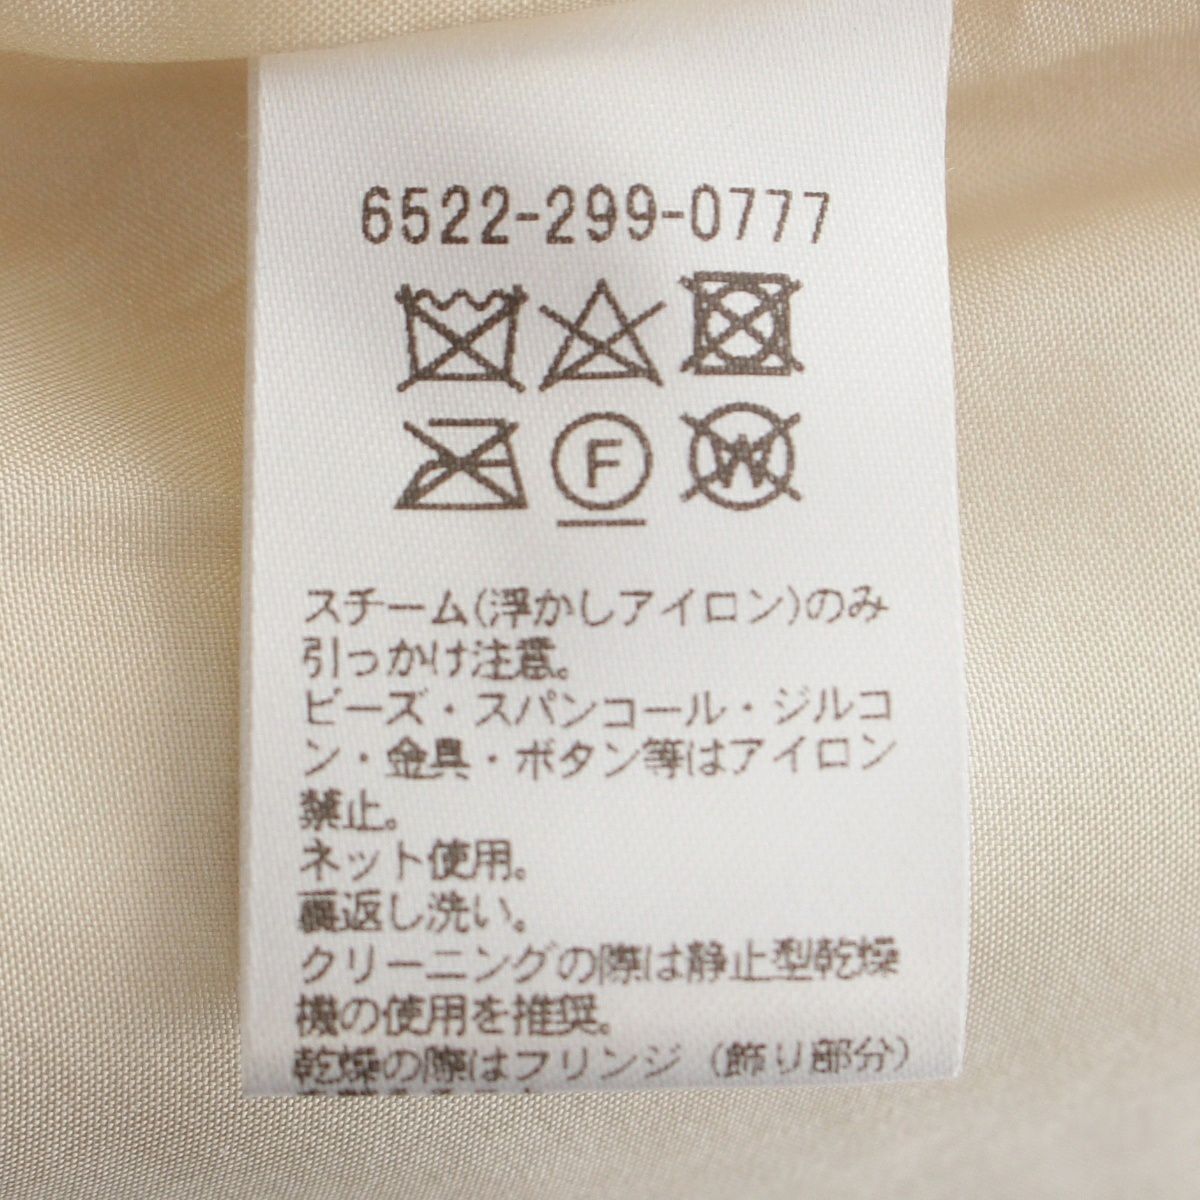 6522-299-0777
F
W
スチーム(浮かしアイロン)のみ
引っかけ注意。
ビーズ・スパンコール・ジルコ
ン・金具・ボタン等はアイロン
禁止。
ネット使用。
裏返し洗い。
クリーニングの際は静止型乾燥
機の使用を推奨。
乾燥の際はフリンジ（飾り部分）